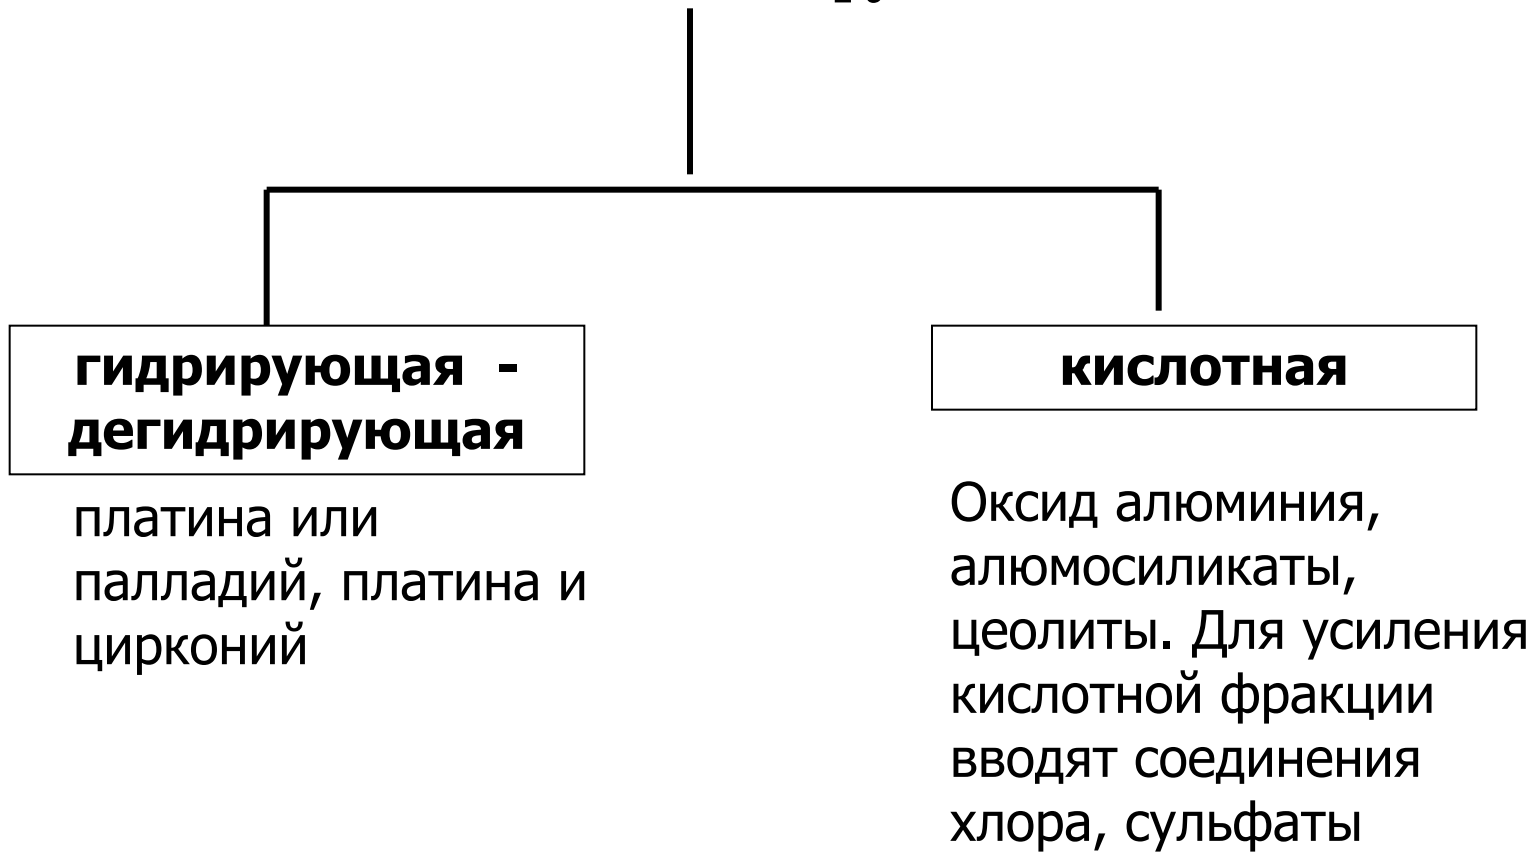 гидрирующая -
дегидрирующая
платина или
палладий, платина и
цирконий
кислотная
Оксид алюминия,
алюмосиликаты,
цеолиты. Для усиления
кислотной фракции
вводят соединения
хлора, сульфаты